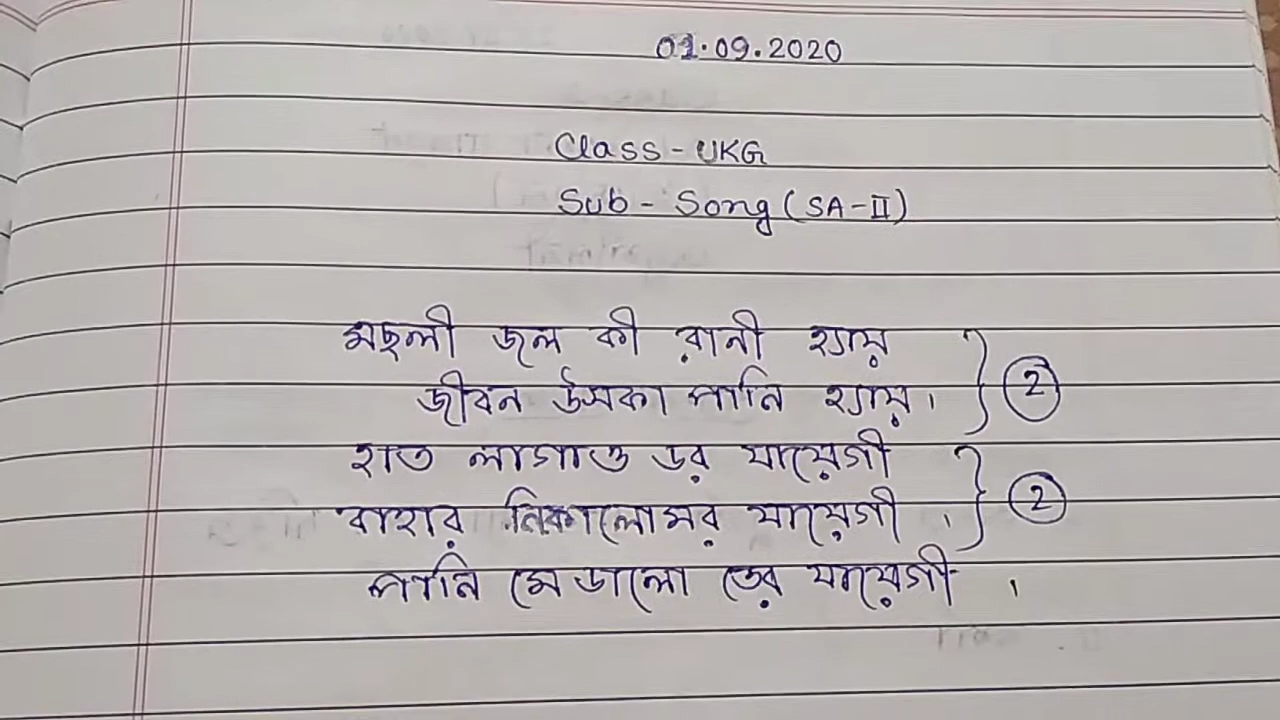 01.09.2020
Class - UKG
Sub - Song (SA-II)
মছলী জল কী রানী হ্যায়
জীবন উসকা পানি হ্যায়। } 2
হাত লাগাও ডর যায়েগী
বাহার নিকালো মর যায়েগী । } 2
পানি মে ডালো তের যায়েগী ।